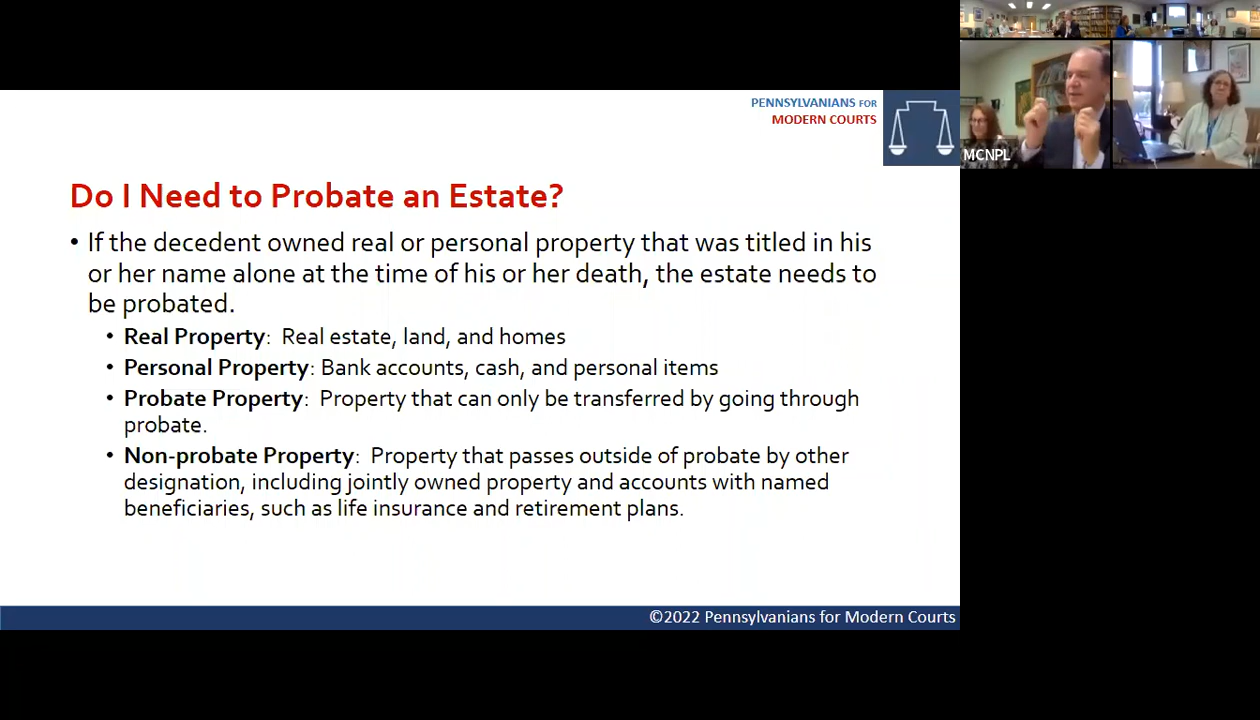 PENNSYLVANIANS FOR
MODERN COURTS
MCNPL
Do I Need to Probate an Estate?
• If the decedent owned real or personal property that was titled in his
or her name alone at the time of his or her death, the estate needs to
be probated.
• Real Property: Real estate, land, and homes
• Personal Property: Bank accounts, cash, and personal items
• Probate Property: Property that can only be transferred by going through
probate.
• Non-probate Property: Property that passes outside of probate by other
designation, including jointly owned property and accounts with named
beneficiaries, such as life insurance and retirement plans.
©2022 Pennsylvanians for Modern Courts